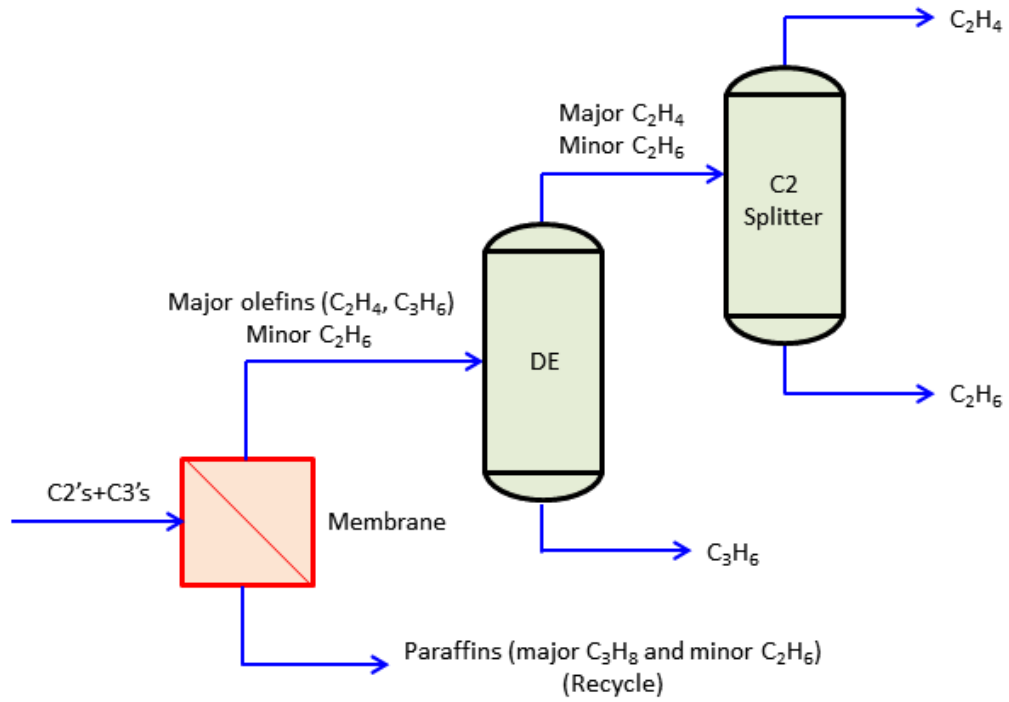 C₂H₄
Major C₂H₄
Minor C₂H₆
C2
Splitter
Major olefins (C₂H₄, C₃H₆)
Minor C₂H₆
DE
C₂H₆
C2’s+C3’s
Membrane
C₃H₆
Paraffins (major C₃H₈ and minor C₂H₆)
(Recycle)